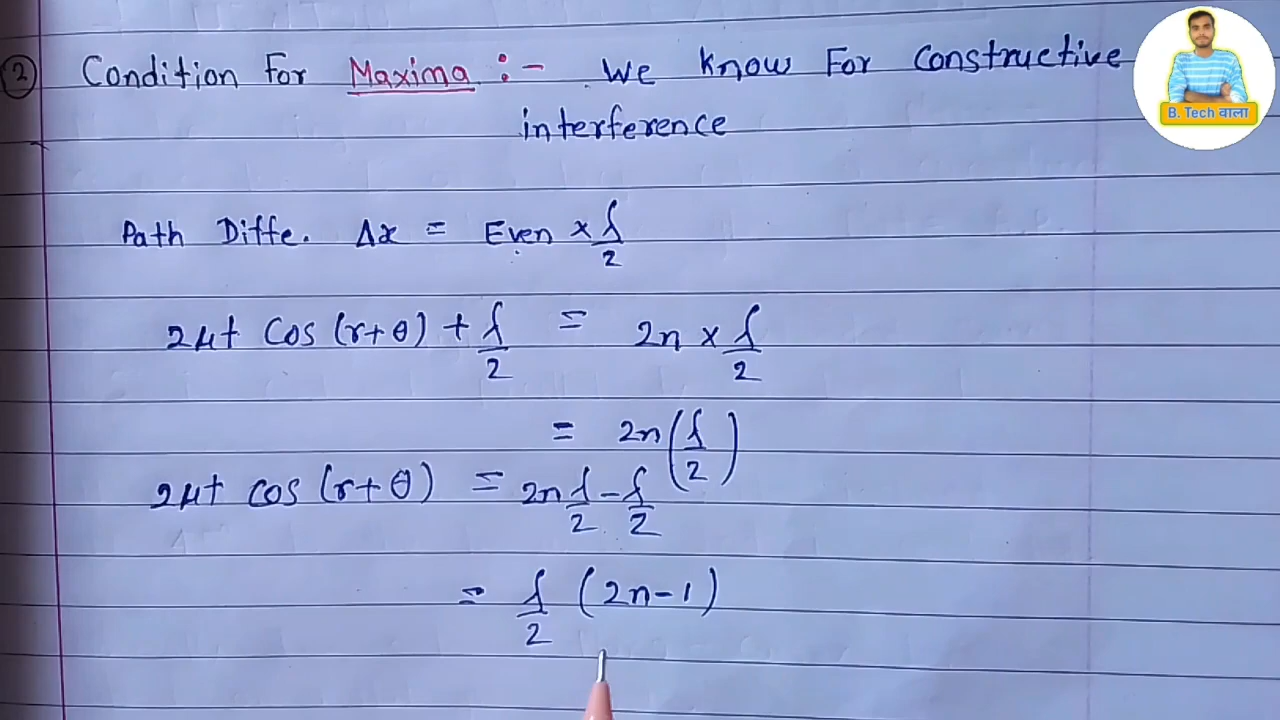 2 Condition For Maxima :- We Know For Constructive
interference
B. Tech वाला
Path Diffe. Δx = Even × λ/2
2μt Cos (r+θ) + λ/2 = 2n × λ/2
= 2n(λ/2)
2μt cos (r+θ) = 2nλ/2 - λ/2
= λ/2 (2n-1)